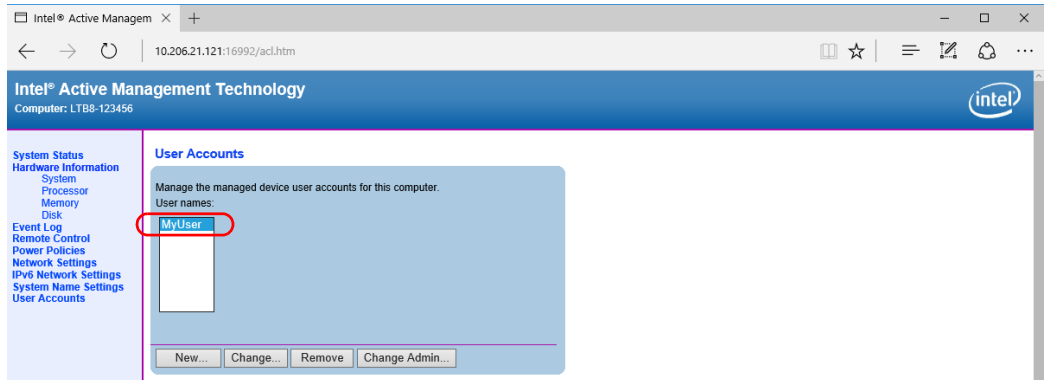 Intel® Active Managem
10.206.21.121:16992/acl.htm
Intel® Active Management Technology
Computer: LTB8-123456
intel
System Status
Hardware Information
System
Processor
Memory
Disk
Event Log
Remote Control
Power Policies
Network Settings
IPv6 Network Settings
System Name Settings
User Accounts
User Accounts
Manage the managed device user accounts for this computer.
User names:
MyUser
New... Change... Remove Change Admin...